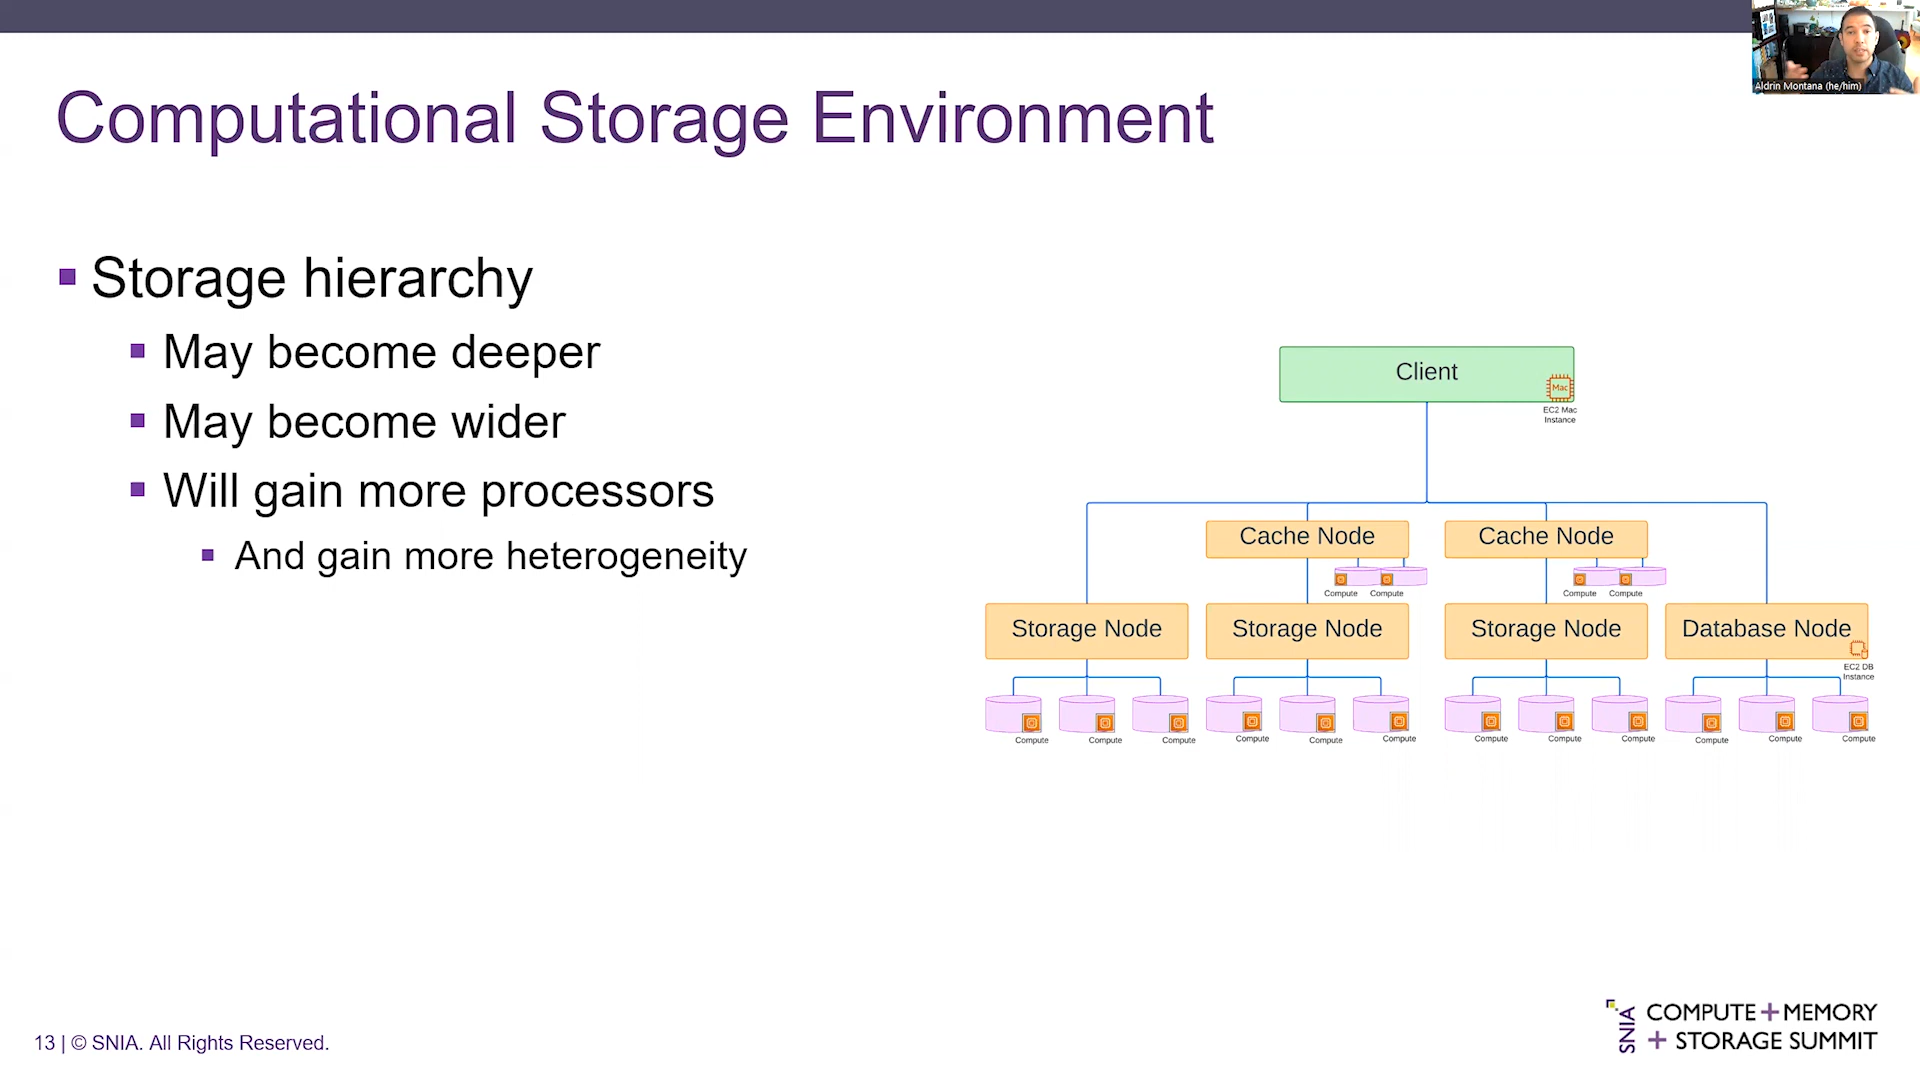 Aldrin Montana (he/him)
Computational Storage Environment
Storage hierarchy
May become deeper
May become wider
Will gain more processors
And gain more heterogeneity
Client
Mac
EC2 Mac
Instance
Cache Node
Cache Node
Compute Compute
Compute Compute
Storage Node
Storage Node
Storage Node
Database Node
EC2 DB
Instance
Compute Compute Compute
Compute Compute Compute
Compute Compute Compute
Compute Compute Compute
13 | © SNIA. All Rights Reserved.
SNIA
COMPUTE+MEMORY
+ STORAGE SUMMIT